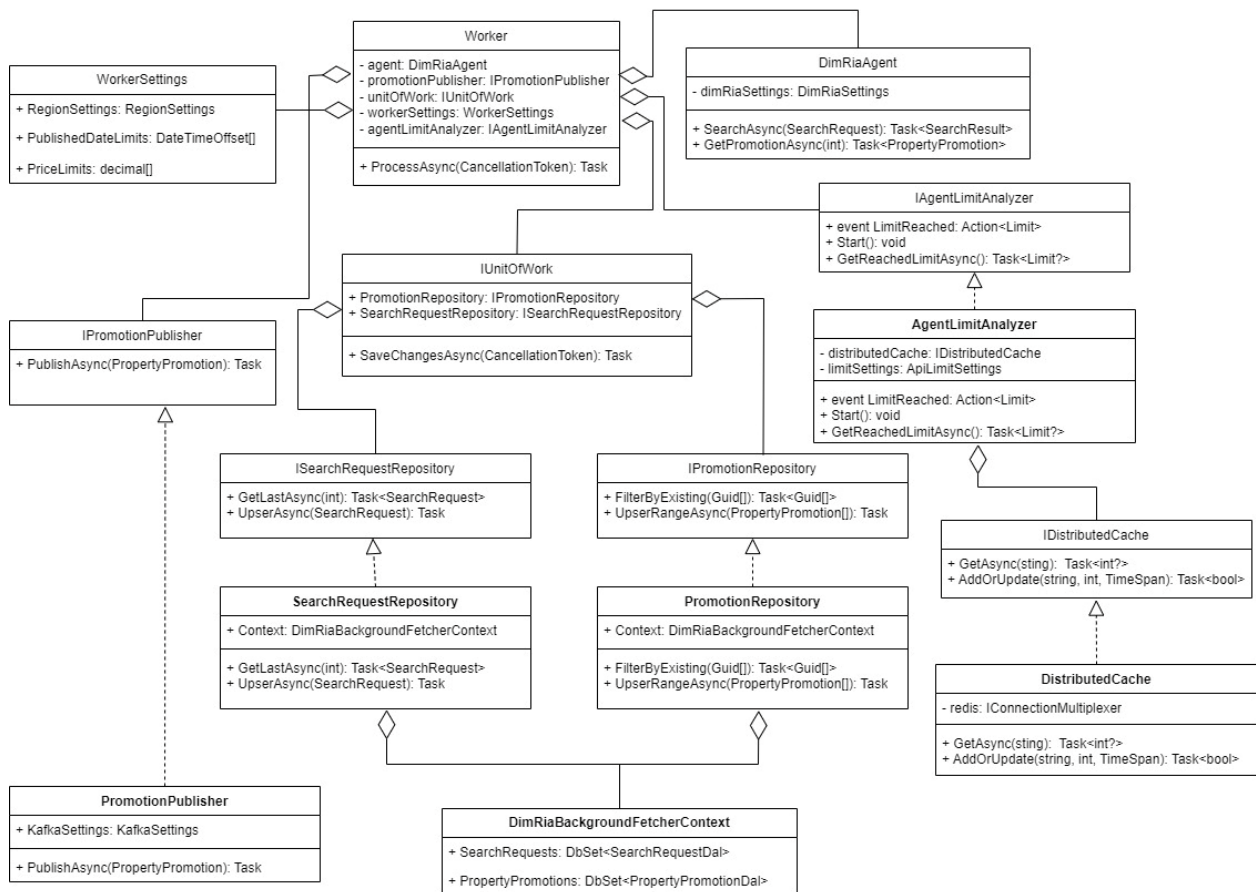 Worker
- agent: DimRiaAgent
- promotionPublisher: IPromotionPublisher
- unitOfWork: IUnitOfWork
- workerSettings: WorkerSettings
- agentLimitAnalyzer: IAgentLimitAnalyzer
+ ProcessAsync(CancellationToken): Task
WorkerSettings
+ RegionSettings: RegionSettings
+ PublishedDateLimits: DateTimeOffset[]
+ PriceLimits: decimal[]
DimRiaAgent
- dimRiaSettings: DimRiaSettings
+ SearchAsync(SearchRequest): Task<SearchResult>
+ GetPromotionAsync(int): Task<PropertyPromotion>
IAgentLimitAnalyzer
+ event LimitReached: Action<Limit>
+ Start(): void
+ GetReachedLimitAsync(): Task<Limit?>
IUnitOfWork
+ PromotionRepository: IPromotionRepository
+ SearchRequestRepository: ISearchRequestRepository
+ SaveChangesAsync(CancellationToken): Task
IPromotionPublisher
+ PublishAsync(PropertyPromotion): Task
AgentLimitAnalyzer
- distributedCache: IDistributedCache
- limitSettings: ApiLimitSettings
+ event LimitReached: Action<Limit>
+ Start(): void
+ GetReachedLimitAsync(): Task<Limit?>
ISearchRequestRepository
+ GetLastAsync(int): Task<SearchRequest>
+ UpserAsync(SearchRequest): Task
IPromotionRepository
+ FilterByExisting(Guid[]): Task<Guid[]>
+ UpserRangeAsync(PropertyPromotion[]): Task
IDistributedCache
+ GetAsync(sting): Task<int?>
+ AddOrUpdate(string, int, TimeSpan): Task<bool>
SearchRequestRepository
+ Context: DimRiaBackgroundFetcherContext
+ GetLastAsync(int): Task<SearchRequest>
+ UpserAsync(SearchRequest): Task
PromotionRepository
+ Context: DimRiaBackgroundFetcherContext
+ FilterByExisting(Guid[]): Task<Guid[]>
+ UpserRangeAsync(PropertyPromotion[]): Task
DistributedCache
- redis: IConnectionMultiplexer
+ GetAsync(sting): Task<int?>
+ AddOrUpdate(string, int, TimeSpan): Task<bool>
PromotionPublisher
+ KafkaSettings: KafkaSettings
+ PublishAsync(PropertyPromotion): Task
DimRiaBackgroundFetcherContext
+ SearchRequests: DbSet<SearchRequestDal>
+ PropertyPromotions: DbSet<PropertyPromotionDal>